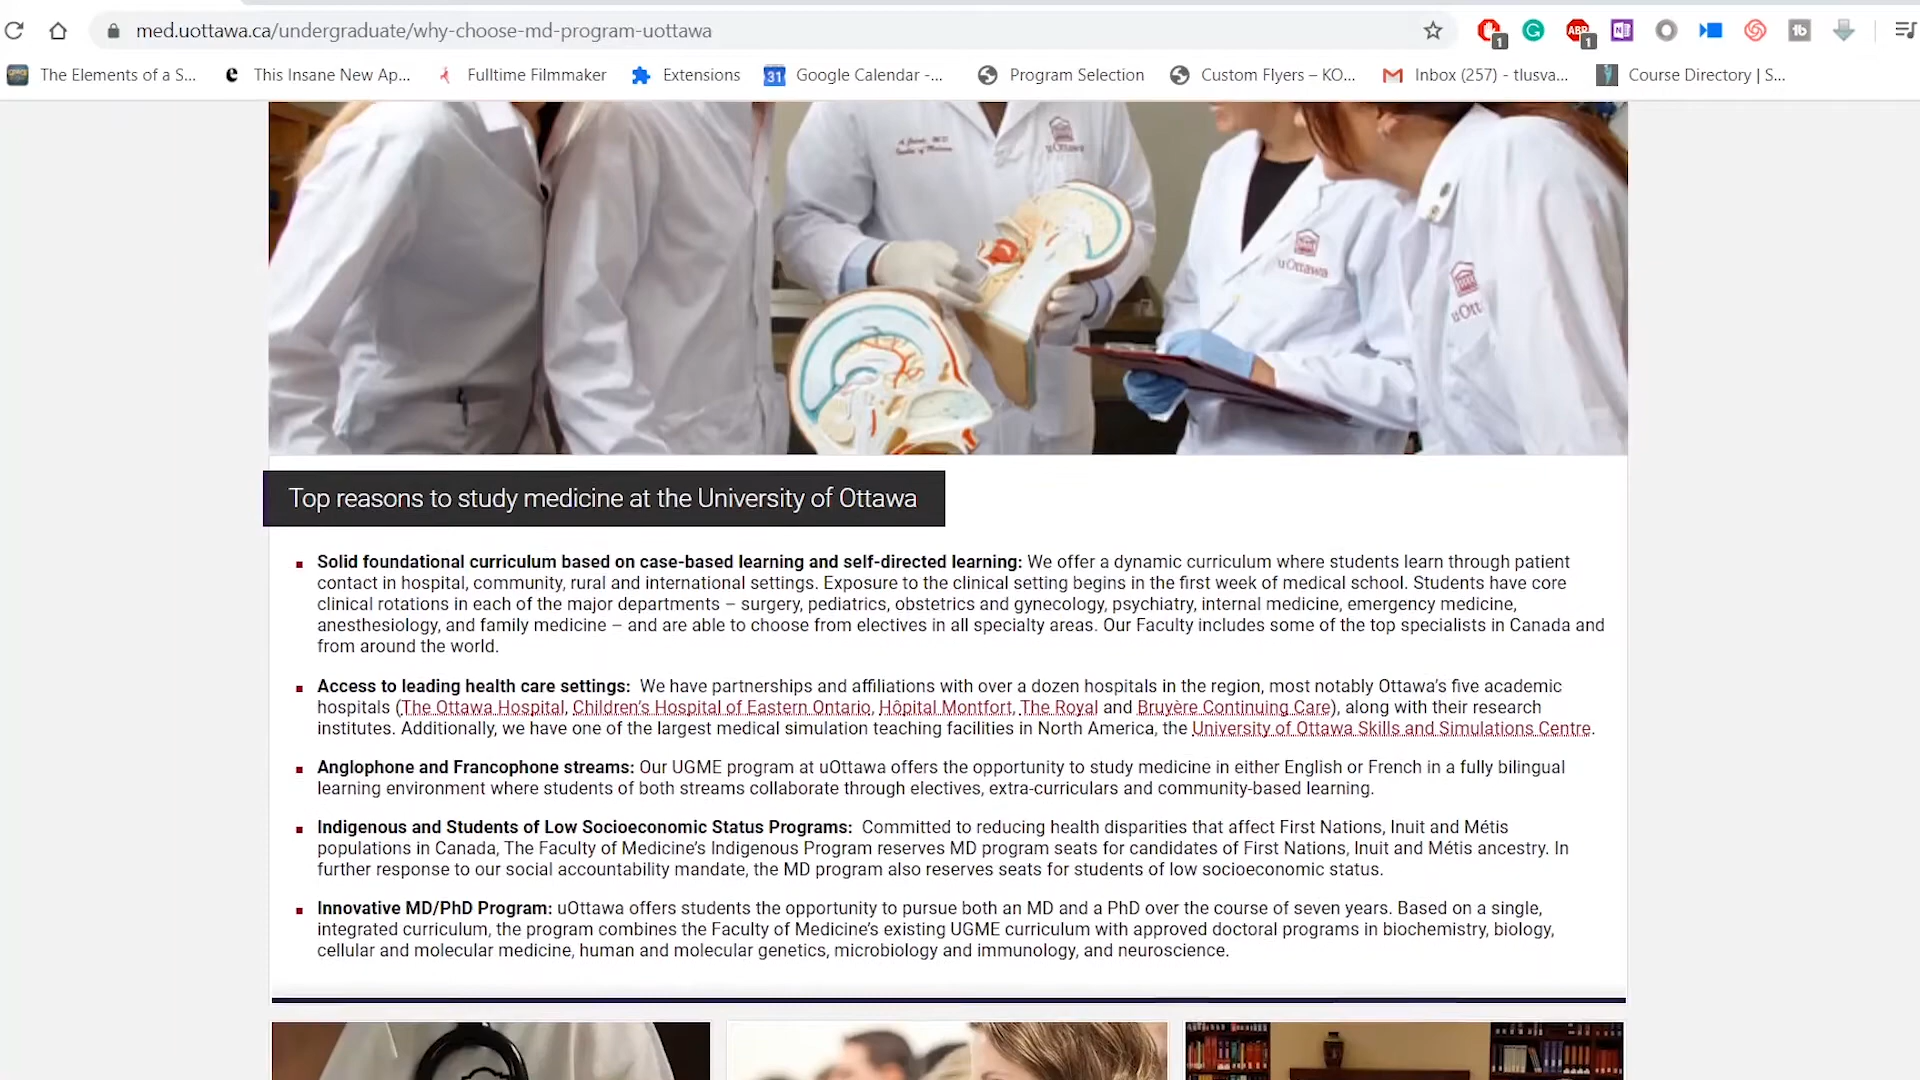 med.uottawa.ca/undergraduate/why-choose-md-program-uottawa
1
ABP
1
N
tb
The Elements of a S...
This Insane New Ap...
Fulltime Filmmaker
Extensions
31
Google Calendar -...
Program Selection
Custom Flyers – KO...
Inbox (257) - tlusva...
Course Directory | S...
uOttawa
uOttawa
uOtt
Top reasons to study medicine at the University of Ottawa
Solid foundational curriculum based on case-based learning and self-directed learning: We offer a dynamic curriculum where students learn through patient
contact in hospital, community, rural and international settings. Exposure to the clinical setting begins in the first week of medical school. Students have core
clinical rotations in each of the major departments – surgery, pediatrics, obstetrics and gynecology, psychiatry, internal medicine, emergency medicine,
anesthesiology, and family medicine – and are able to choose from electives in all specialty areas. Our Faculty includes some of the top specialists in Canada and
from around the world.
Access to leading health care settings: We have partnerships and affiliations with over a dozen hospitals in the region, most notably Ottawa's five academic
hospitals (The Ottawa Hospital, Children's Hospital of Eastern Ontario, Hôpital Montfort, The Royal and Bruyère Continuing Care), along with their research
institutes. Additionally, we have one of the largest medical simulation teaching facilities in North America, the University of Ottawa Skills and Simulations Centre.
Anglophone and Francophone streams: Our UGME program at uOttawa offers the opportunity to study medicine in either English or French in a fully bilingual
learning environment where students of both streams collaborate through electives, extra-curriculars and community-based learning.
Indigenous and Students of Low Socioeconomic Status Programs: Committed to reducing health disparities that affect First Nations, Inuit and Métis
populations in Canada, The Faculty of Medicine's Indigenous Program reserves MD program seats for candidates of First Nations, Inuit and Métis ancestry. In
further response to our social accountability mandate, the MD program also reserves seats for students of low socioeconomic status.
Innovative MD/PhD Program: uOttawa offers students the opportunity to pursue both an MD and a PhD over the course of seven years. Based on a single,
integrated curriculum, the program combines the Faculty of Medicine's existing UGME curriculum with approved doctoral programs in biochemistry, biology,
cellular and molecular medicine, human and molecular genetics, microbiology and immunology, and neuroscience.